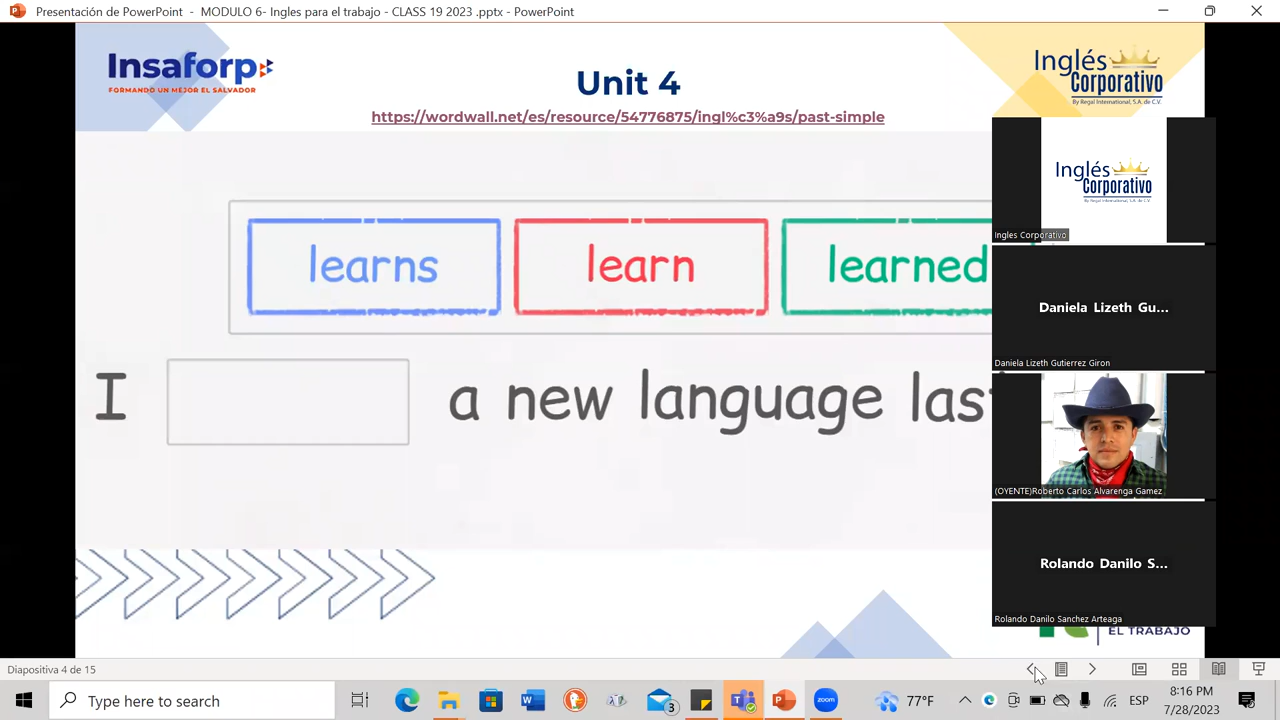 Presentación de PowerPoint - MODULO 6- Ingles para el trabajo - CLASS 19 2023 .pptx - PowerPoint
Insaforp
FORMANDO UN MEJOR EL SALVADOR
Unit 4
https://wordwall.net/es/resource/54776875/ingl%c3%a9s/past-simple
Inglés
Corporativo
By Regal International, S.A. de C.V.
learns
learn
learned
I
a new language las
Inglés
Corporativo
Ingles Corporativo
Daniela Lizeth Gu...
Daniela Lizeth Gutierrez Giron
(OYENTE)Roberto Carlos Alvarenga Gamez
Rolando Danilo S...
Rolando Danilo Sanchez Arteaga
EL TRABAJO
Diapositiva 4 de 15
Type here to search
3
zoom
77°F
ESP
8:16 PM
7/28/2023